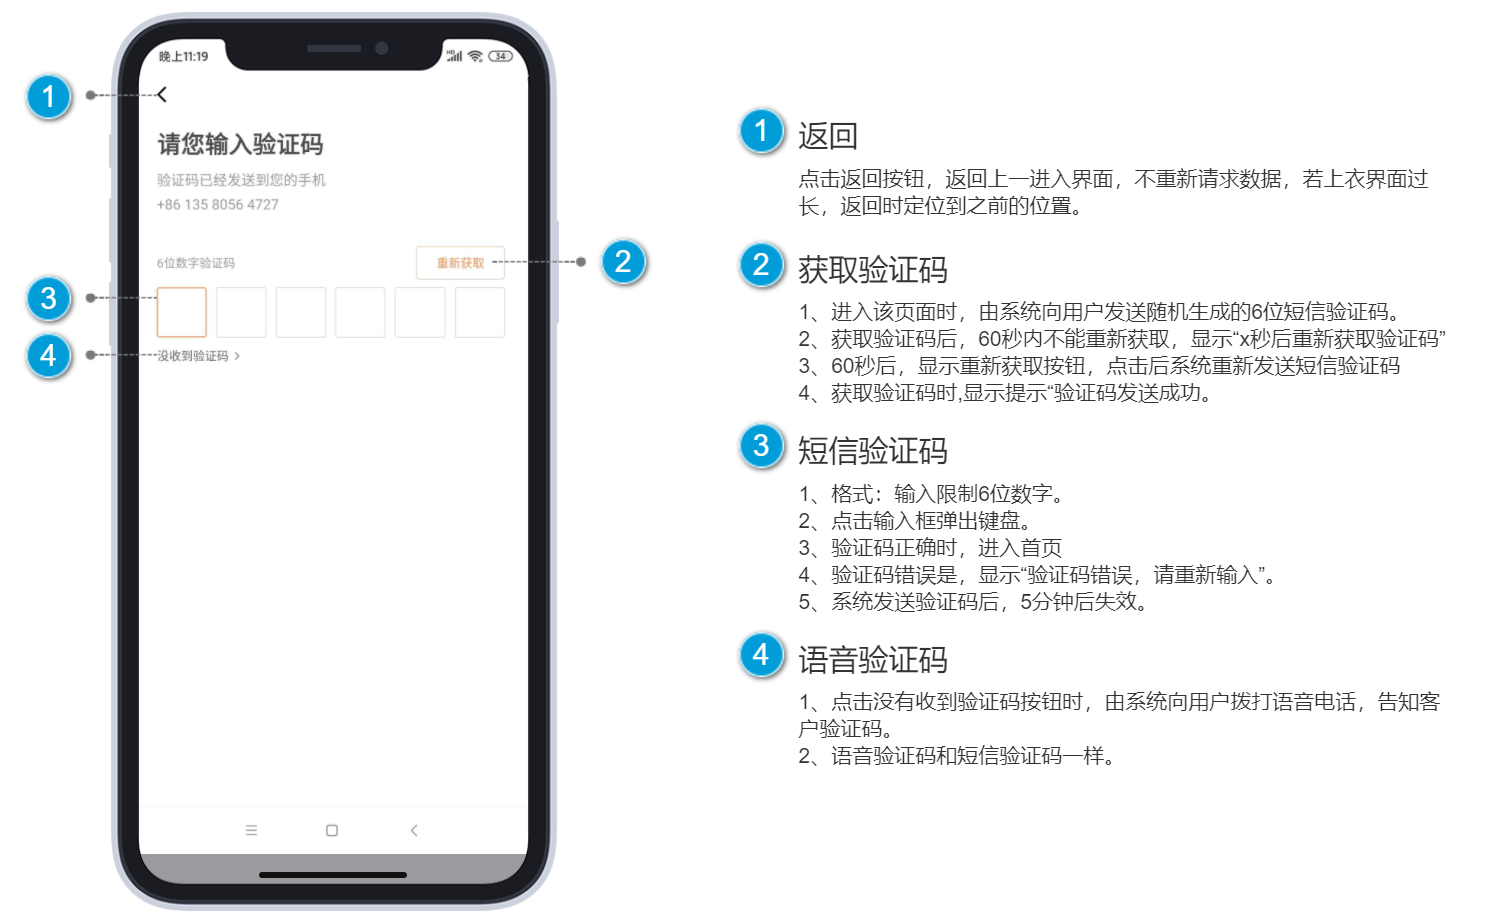 晚上11:19
HD
34
1
请您输入验证码
验证码已经发送到您的手机
+86 135 8056 4727
6位数字验证码
重新获取
2
3
4
没收到验证码 >
1 返回
点击返回按钮，返回上一进入界面，不重新请求数据，若上衣界面过
长，返回时定位到之前的位置。
2 获取验证码
1、进入该页面时，由系统向用户发送随机生成的6位短信验证码。
2、获取验证码后，60秒内不能重新获取，显示“x秒后重新获取验证码”
3、60秒后，显示重新获取按钮，点击后系统重新发送短信验证码
4、获取验证码时,显示提示“验证码发送成功。
3 短信验证码
1、格式：输入限制6位数字。
2、点击输入框弹出键盘。
3、验证码正确时，进入首页
4、验证码错误是，显示“验证码错误，请重新输入”。
5、系统发送验证码后，5分钟后失效。
4 语音验证码
1、点击没有收到验证码按钮时，由系统向用户拨打语音电话，告知客
户验证码。
2、语音验证码和短信验证码一样。